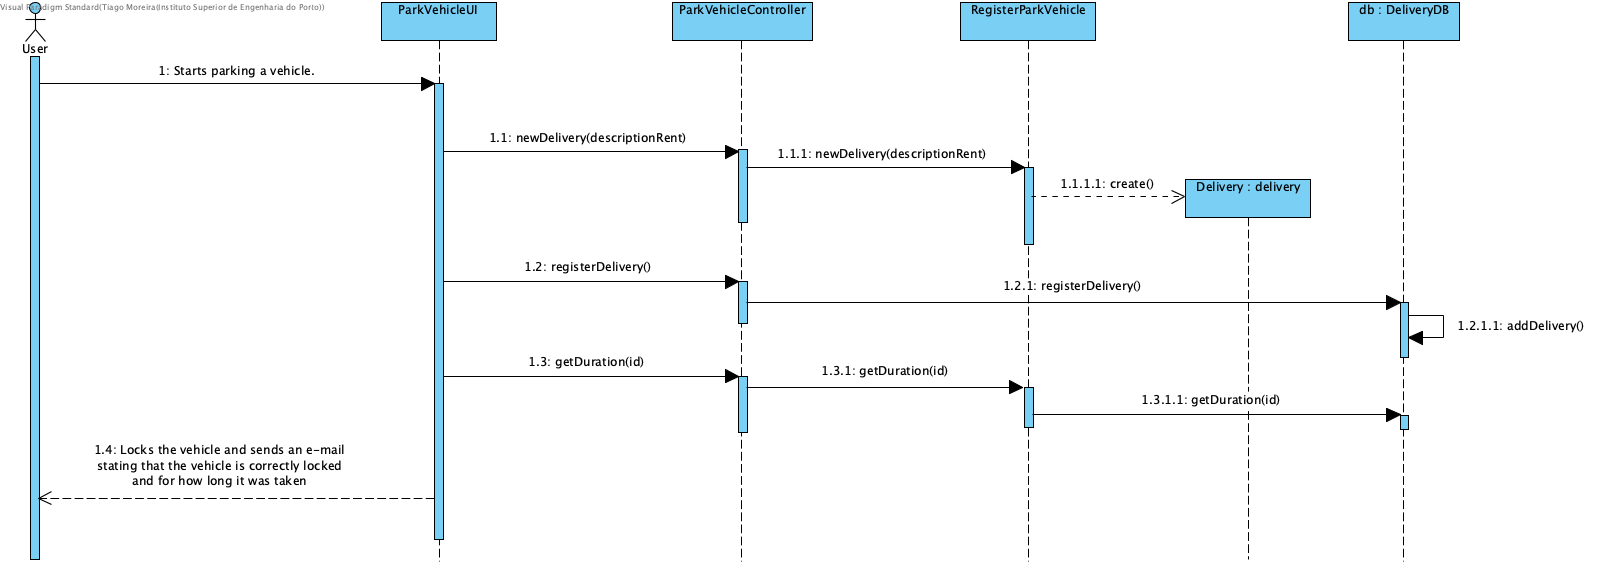 Visual Paradigm Standard(Tiago Moreira(Instituto Superior de Engenharia do Porto))
User
ParkVehicleUI
ParkVehicleController
RegisterParkVehicle
db : DeliveryDB
1: Starts parking a vehicle.
1.1: newDelivery(descriptionRent)
1.1.1: newDelivery(descriptionRent)
1.1.1.1: create()
Delivery : delivery
1.2: registerDelivery()
1.2.1: registerDelivery()
1.2.1.1: addDelivery()
1.3: getDuration(id)
1.3.1: getDuration(id)
1.3.1.1: getDuration(id)
1.4: Locks the vehicle and sends an e-mail
stating that the vehicle is correctly locked
and for how long it was taken